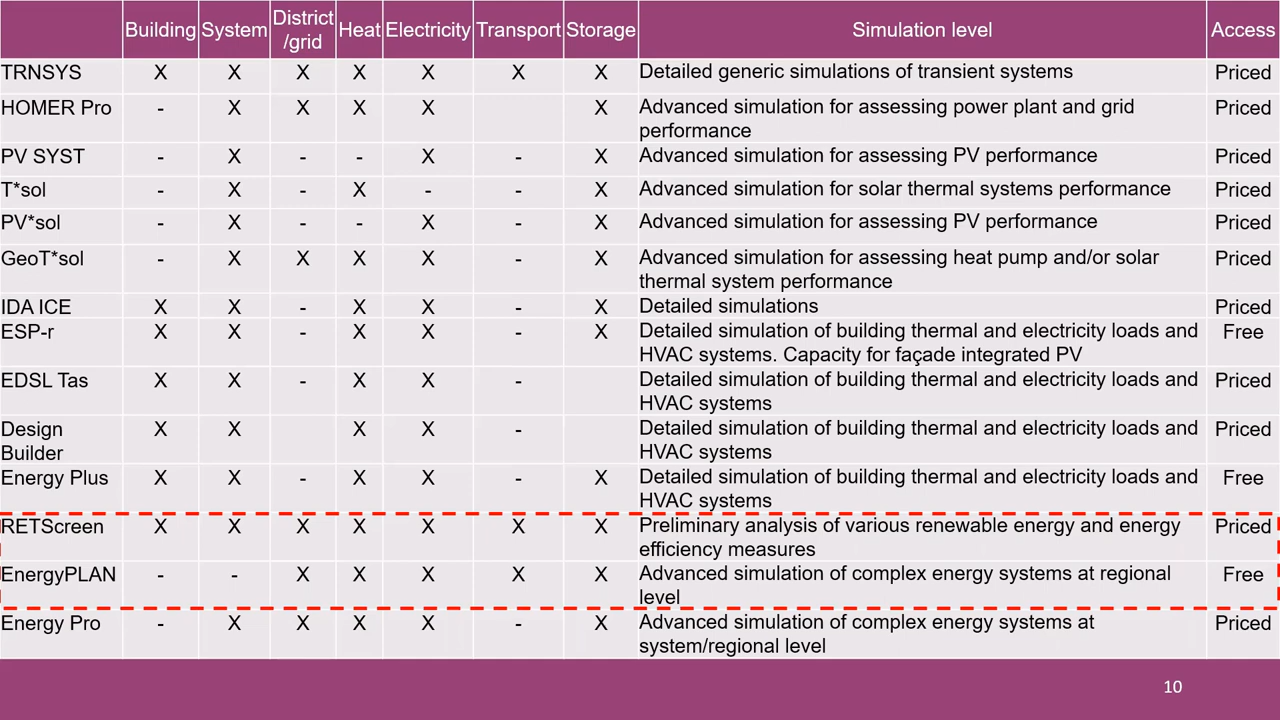 Building System District /grid Heat Electricity Transport Storage Simulation level Access
TRNSYS X X X X X X X Detailed generic simulations of transient systems Priced
HOMER Pro - X X X X X Advanced simulation for assessing power plant and grid
performance Priced
PV SYST - X - - X - X Advanced simulation for assessing PV performance Priced
T*sol - X - X - - X Advanced simulation for solar thermal systems performance Priced
PV*sol - X - - X - X Advanced simulation for assessing PV performance Priced
GeoT*sol - X X X X - X Advanced simulation for assessing heat pump and/or solar
thermal system performance Priced
IDA ICE X X - X X - X Detailed simulations Priced
ESP-r X X - X X - X Detailed simulation of building thermal and electricity loads and
HVAC systems. Capacity for façade integrated PV Free
EDSL Tas X X - X X - Detailed simulation of building thermal and electricity loads and
HVAC systems Priced
Design
Builder X X X X - Detailed simulation of building thermal and electricity loads and
HVAC systems Priced
Energy Plus X X - X X - X Detailed simulation of building thermal and electricity loads and
HVAC systems Free
RETScreen X X X X X X X Preliminary analysis of various renewable energy and energy
efficiency measures Priced
EnergyPLAN - - X X X X X Advanced simulation of complex energy systems at regional
level Free
Energy Pro - X X X X - X Advanced simulation of complex energy systems at
system/regional level Priced
10